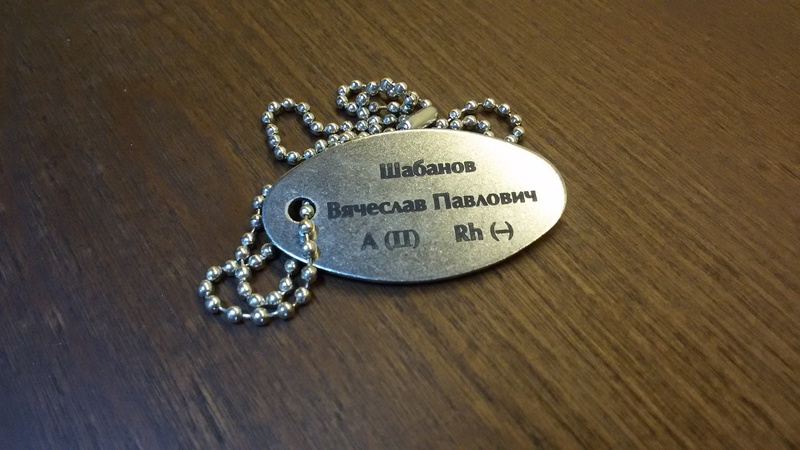 Шабанов
Вячеслав Павлович
A (II) Rh (–)